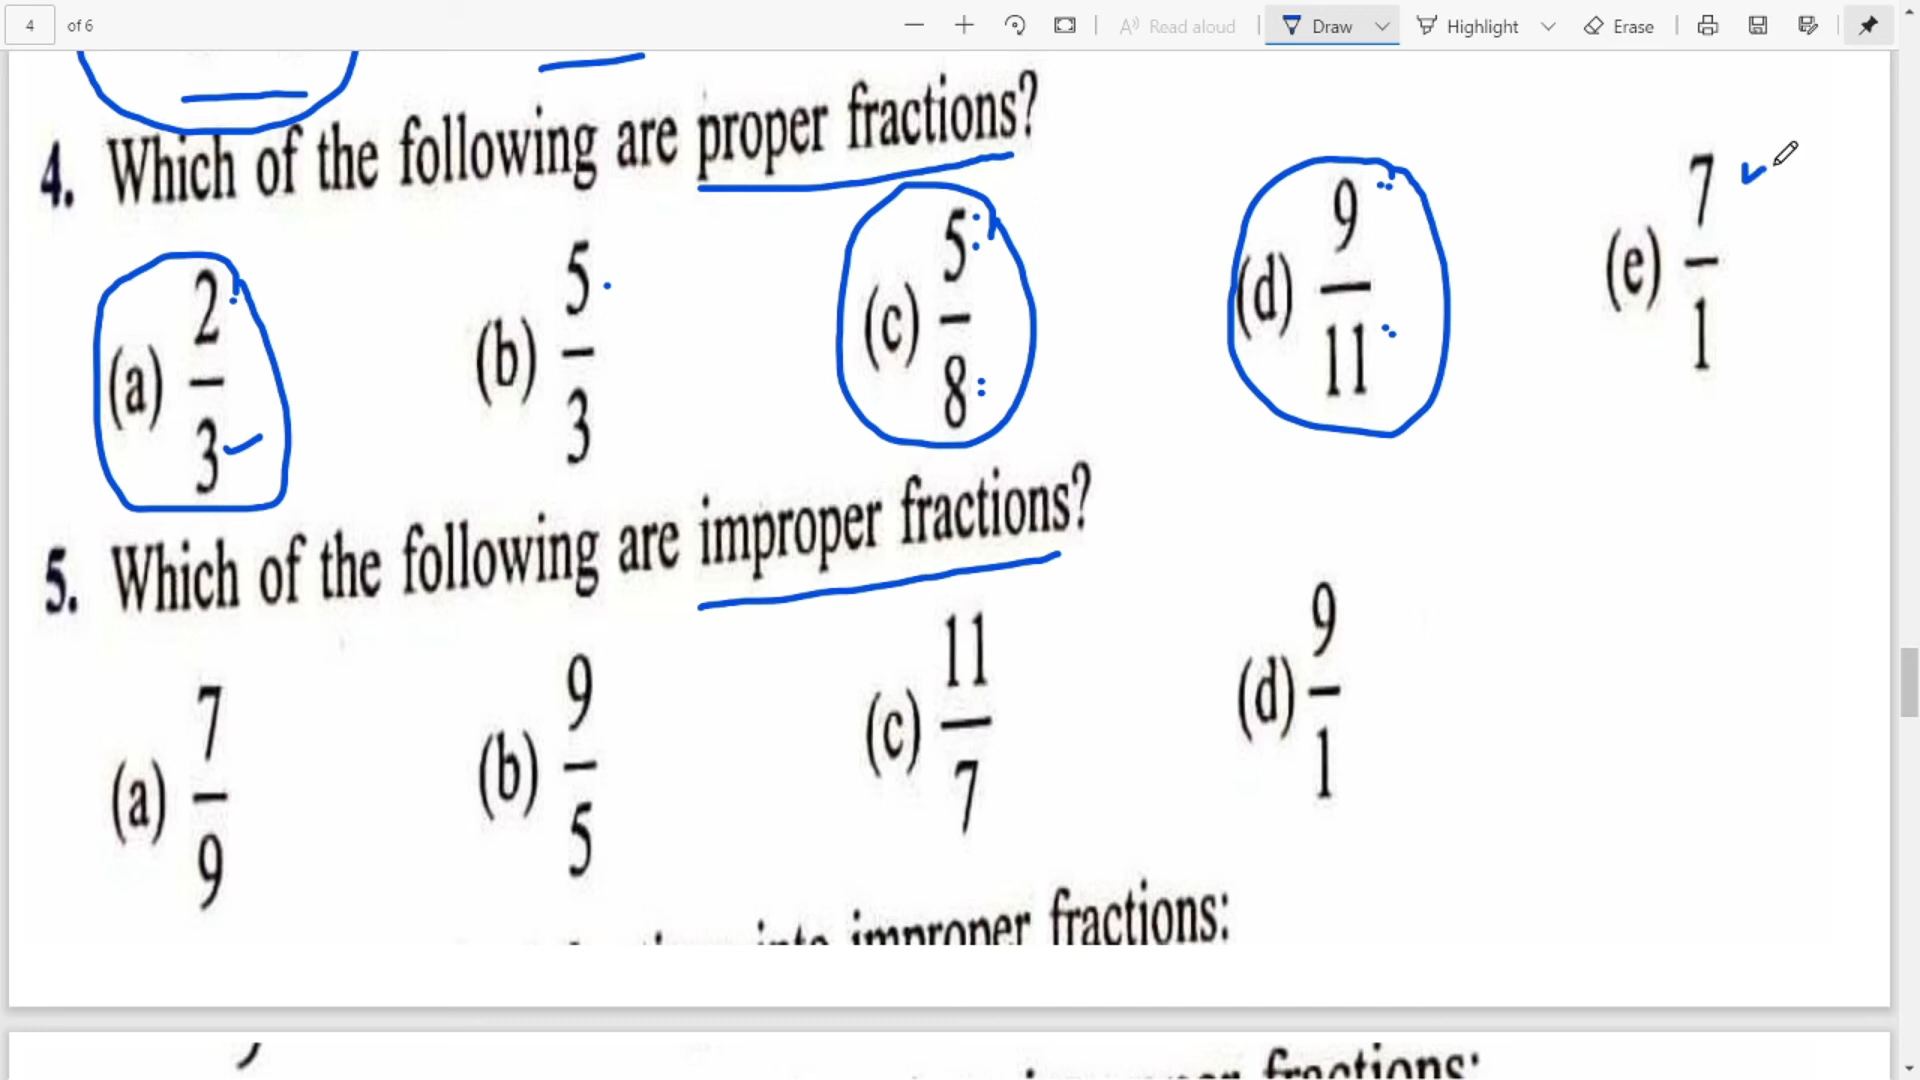 4 of 6 Read aloud Draw Highlight Erase
4. Which of the following are proper fractions?
(a) 2/3 (b) 5/3 (c) 5/8 (d) 9/11 (e) 7/1
5. Which of the following are improper fractions?
(a) 7/9 (b) 9/5 (c) 11/7 (d) 9/1
into improper fractions:
fractions: